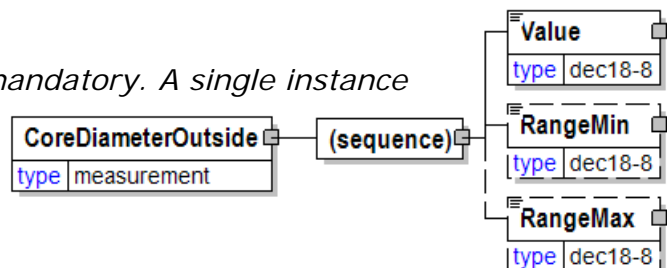 Value
type dec18-8
mandatory. A single instance
RangeMin
CoreDiameterOutside
(sequence)
type dec18-8
type measurement
RangeMax
type dec18-8